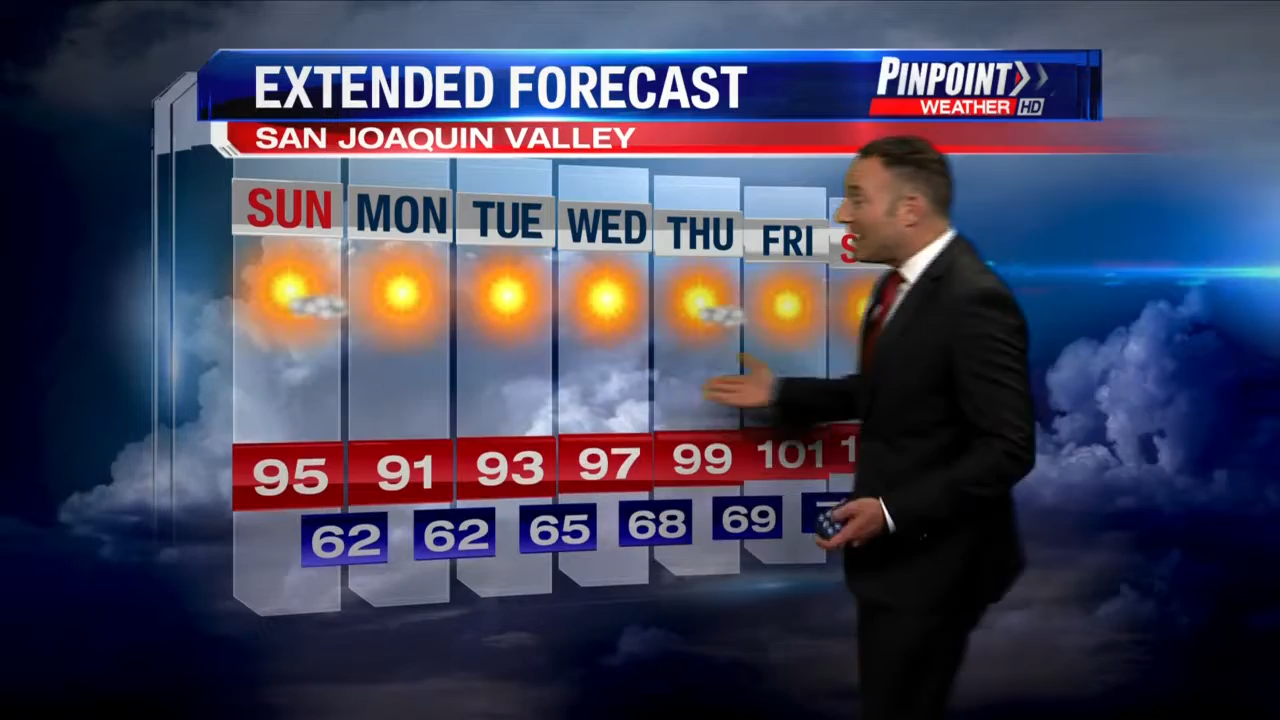 EXTENDED FORECAST
PINPOINT
WEATHER HD
SAN JOAQUIN VALLEY
SUN MON TUE WED THU FRI
95 91 93 97 99 101
62 62 65 68 69